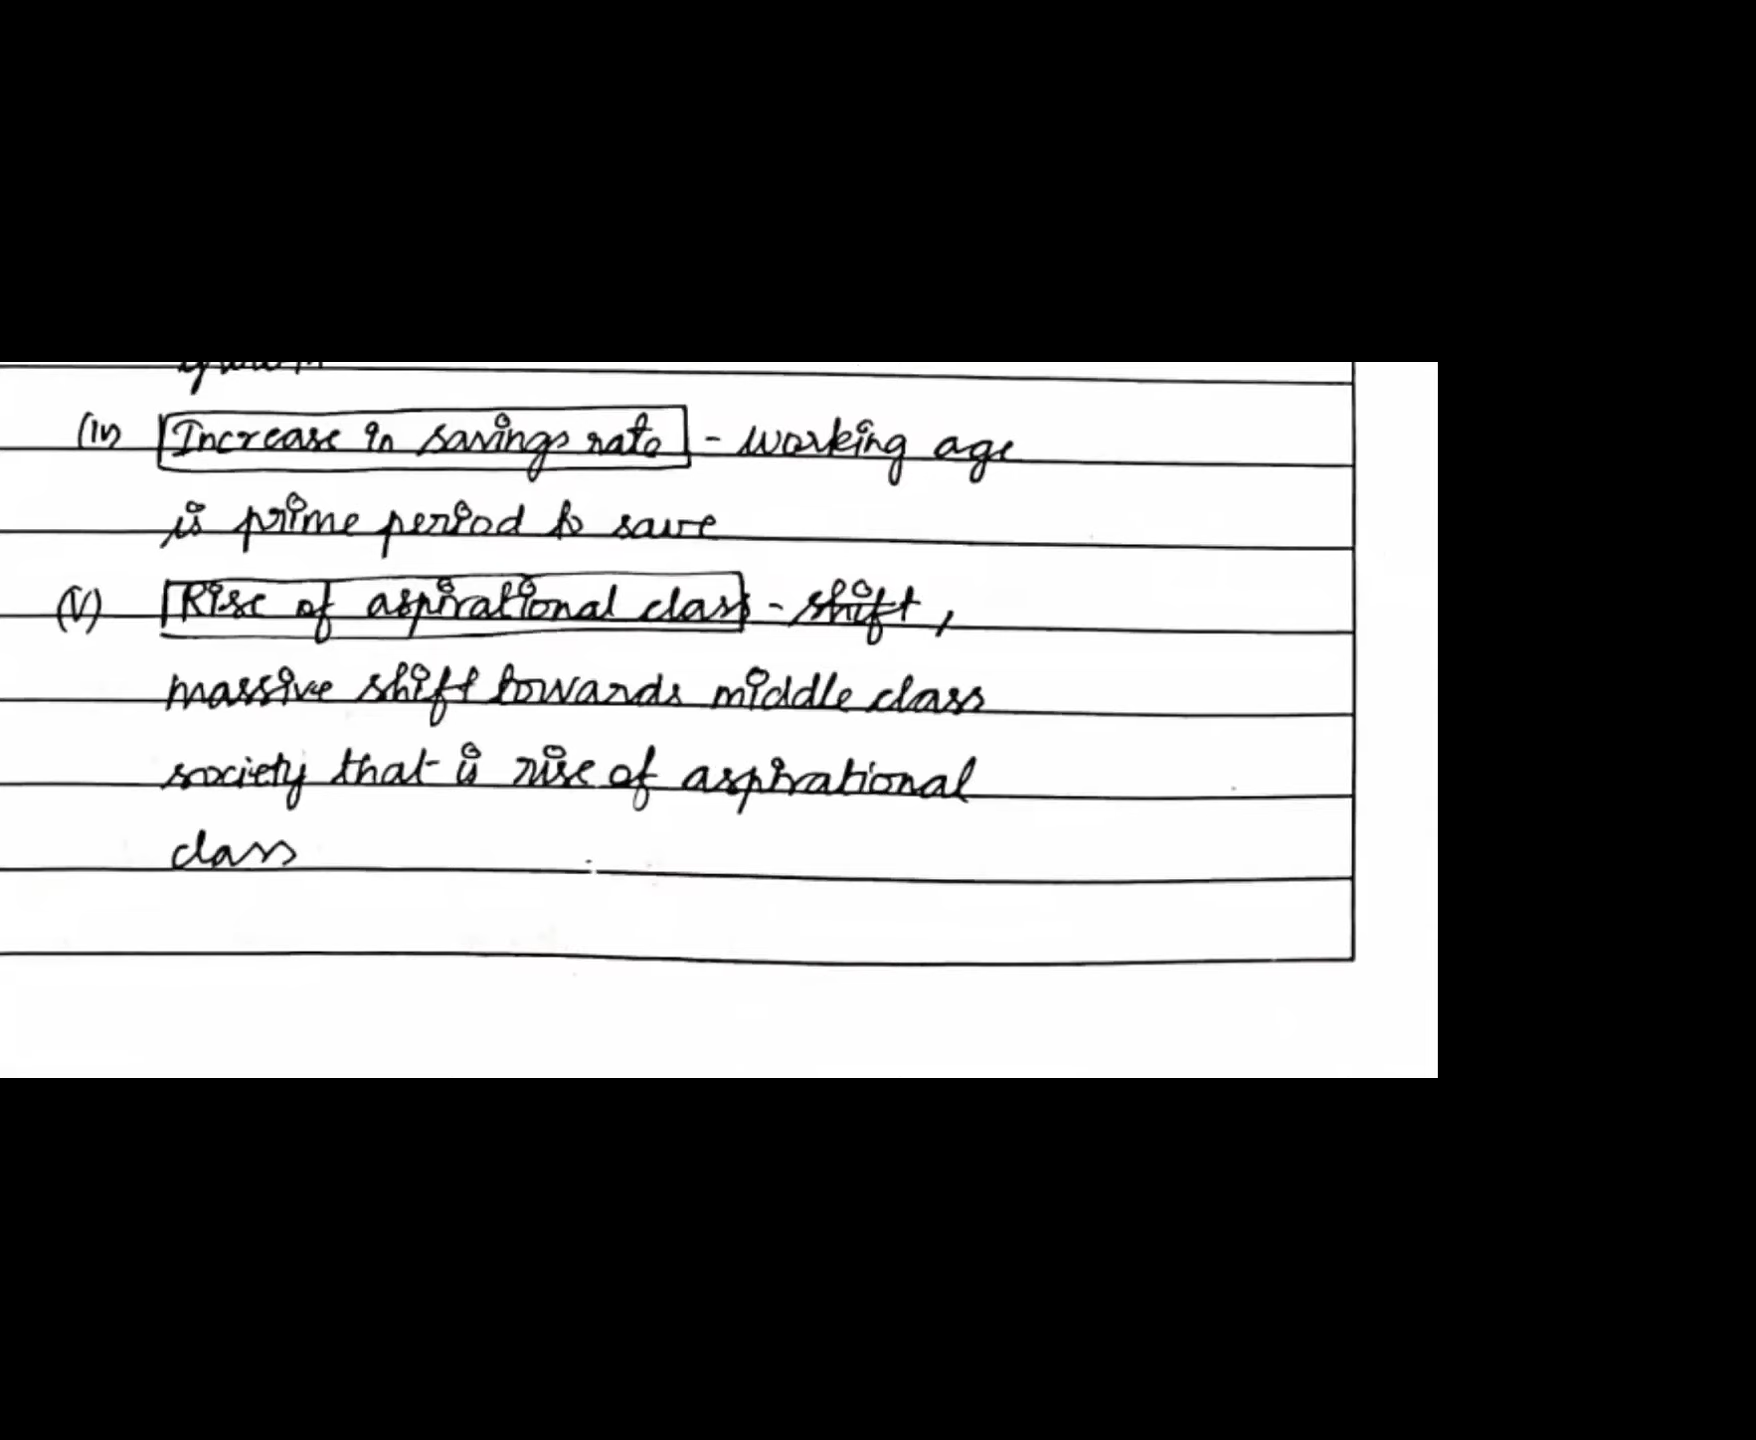 (iv) Increase in savings rate - working age
is prime period to save
(V) Rise of aspirational class - shift,
massive shift towards middle class
society that is rise of aspirational
class